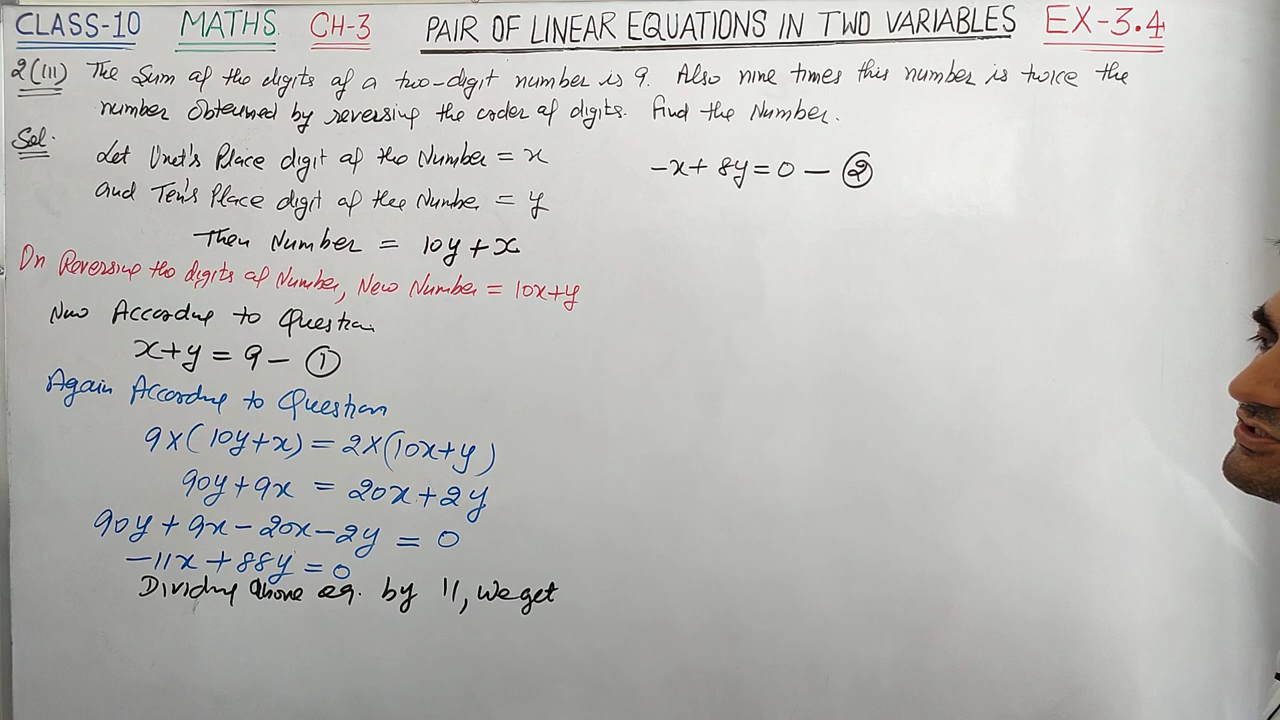 CLASS-10 MATHS CH-3 PAIR OF LINEAR EQUATIONS IN TWO VARIABLES EX-3.4
2(III) The Sum of the digits of a two-digit number is 9. Also nine times this number is twice the
number obtained by reversing the order of digits. Find the Number.
Sol.
Let Unit's Place digit of the Number = x
and Ten's Place digit of the Number = y
Then Number = 10y + x
On Reversing the digits of Number, New Number = 10x+y
Now According to Question
x+y = 9 - ①
Again According to Question
9×(10y+x) = 2×(10x+y)
90y+9x = 20x+2y
90y + 9x - 20x - 2y = 0
-11x + 88y = 0
Dividing above eq. by 11, we get
-x + 8y = 0 - ②